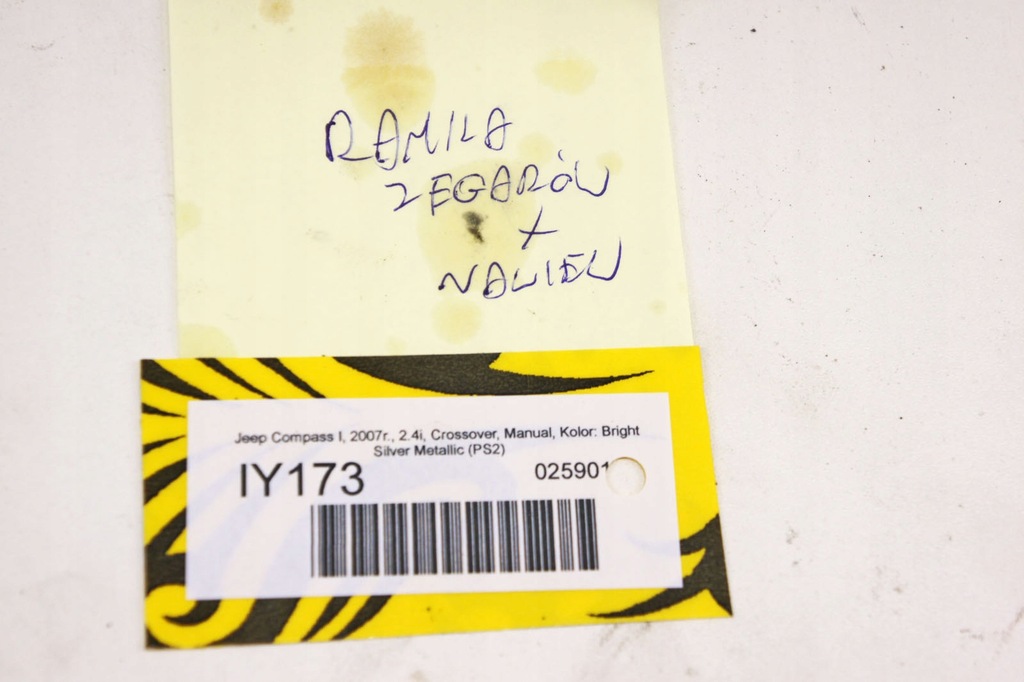 RAMKA
ZEGARÓW
+
NAWIEW
Jeep Compass I, 2007r., 2.4i, Crossover, Manual, Kolor: Bright
Silver Metallic (PS2)
IY173
025901